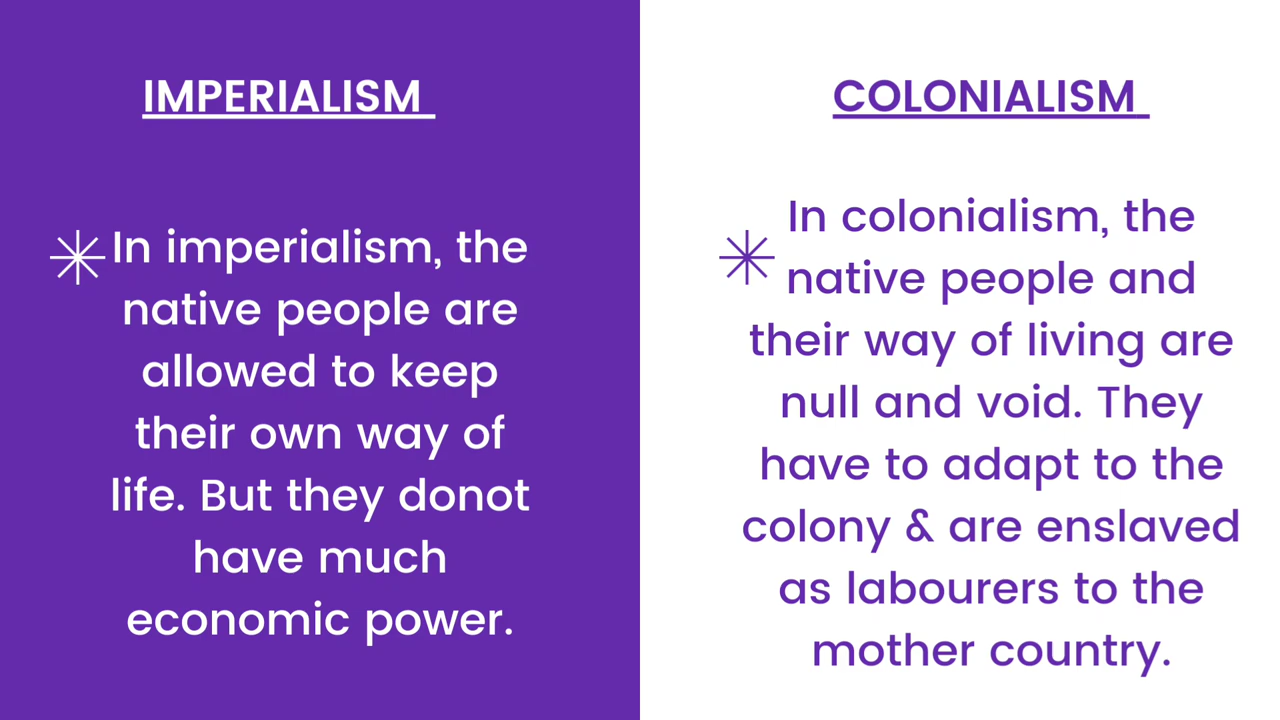 IMPERIALISM
In imperialism, the
native people are
allowed to keep
their own way of
life. But they donot
have much
economic power.
COLONIALISM
In colonialism, the
native people and
their way of living are
null and void. They
have to adapt to the
colony & are enslaved
as labourers to the
mother country.